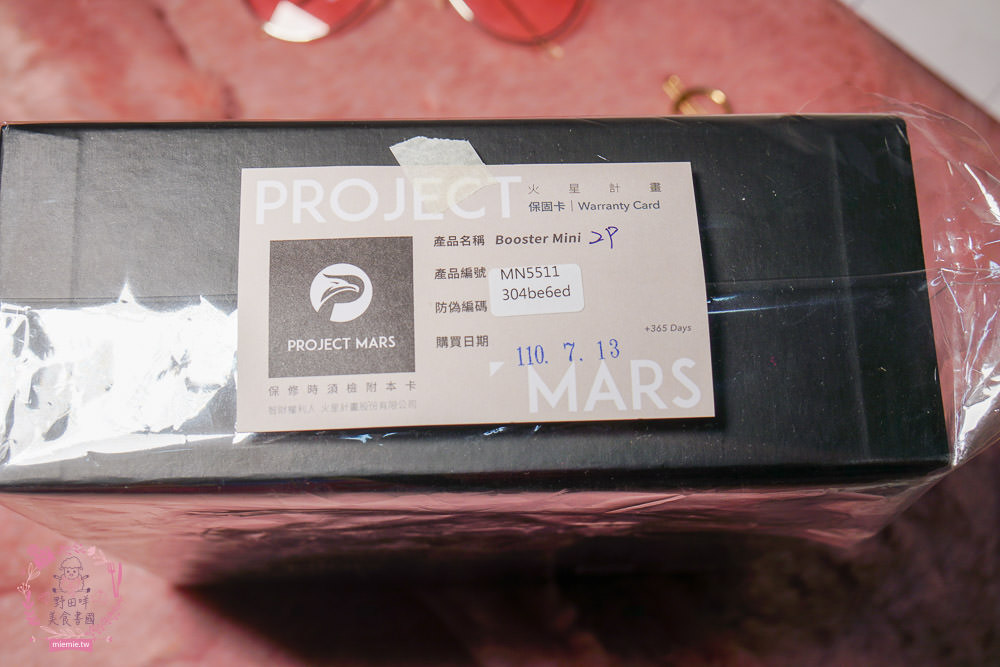 PROJECT
火星計畫
保固卡｜Warranty Card
產品名稱 Booster Mini 2P
產品編號 MN5511
防偽編碼 304be6ed
購買日期 110. 7. 13
+365 Days
PROJECT MARS
保修時須檢附本卡
智財權利人 火星計畫股份有限公司
'MARS
野田咩
美食書國
miemie.tw